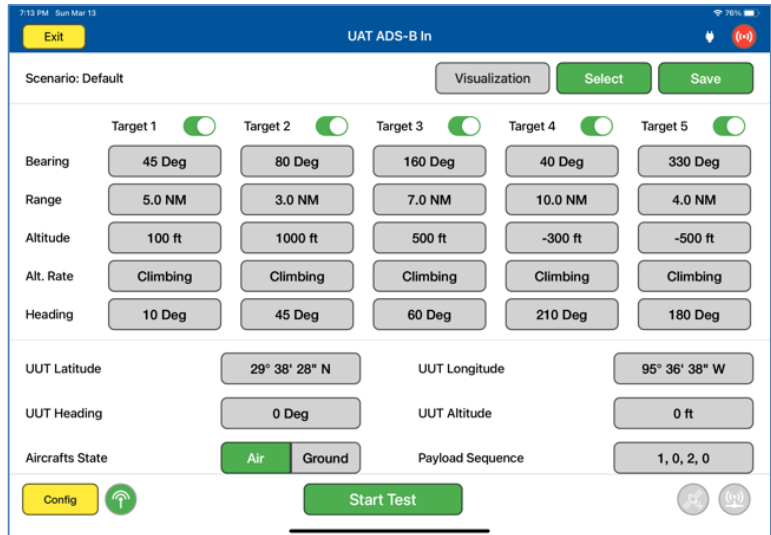 7:13 PM Sun Mar 13 76%
Exit UAT ADS-B In
Scenario: Default Visualization Select Save
Target 1 Target 2 Target 3 Target 4 Target 5
Bearing 45 Deg 80 Deg 160 Deg 40 Deg 330 Deg
Range 5.0 NM 3.0 NM 7.0 NM 10.0 NM 4.0 NM
Altitude 100 ft 1000 ft 500 ft -300 ft -500 ft
Alt. Rate Climbing Climbing Climbing Climbing Climbing
Heading 10 Deg 45 Deg 60 Deg 210 Deg 180 Deg
UUT Latitude 29° 38' 28" N UUT Longitude 95° 36' 38" W
UUT Heading 0 Deg UUT Altitude 0 ft
Aircrafts State Air Ground Payload Sequence 1, 0, 2, 0
Config Start Test